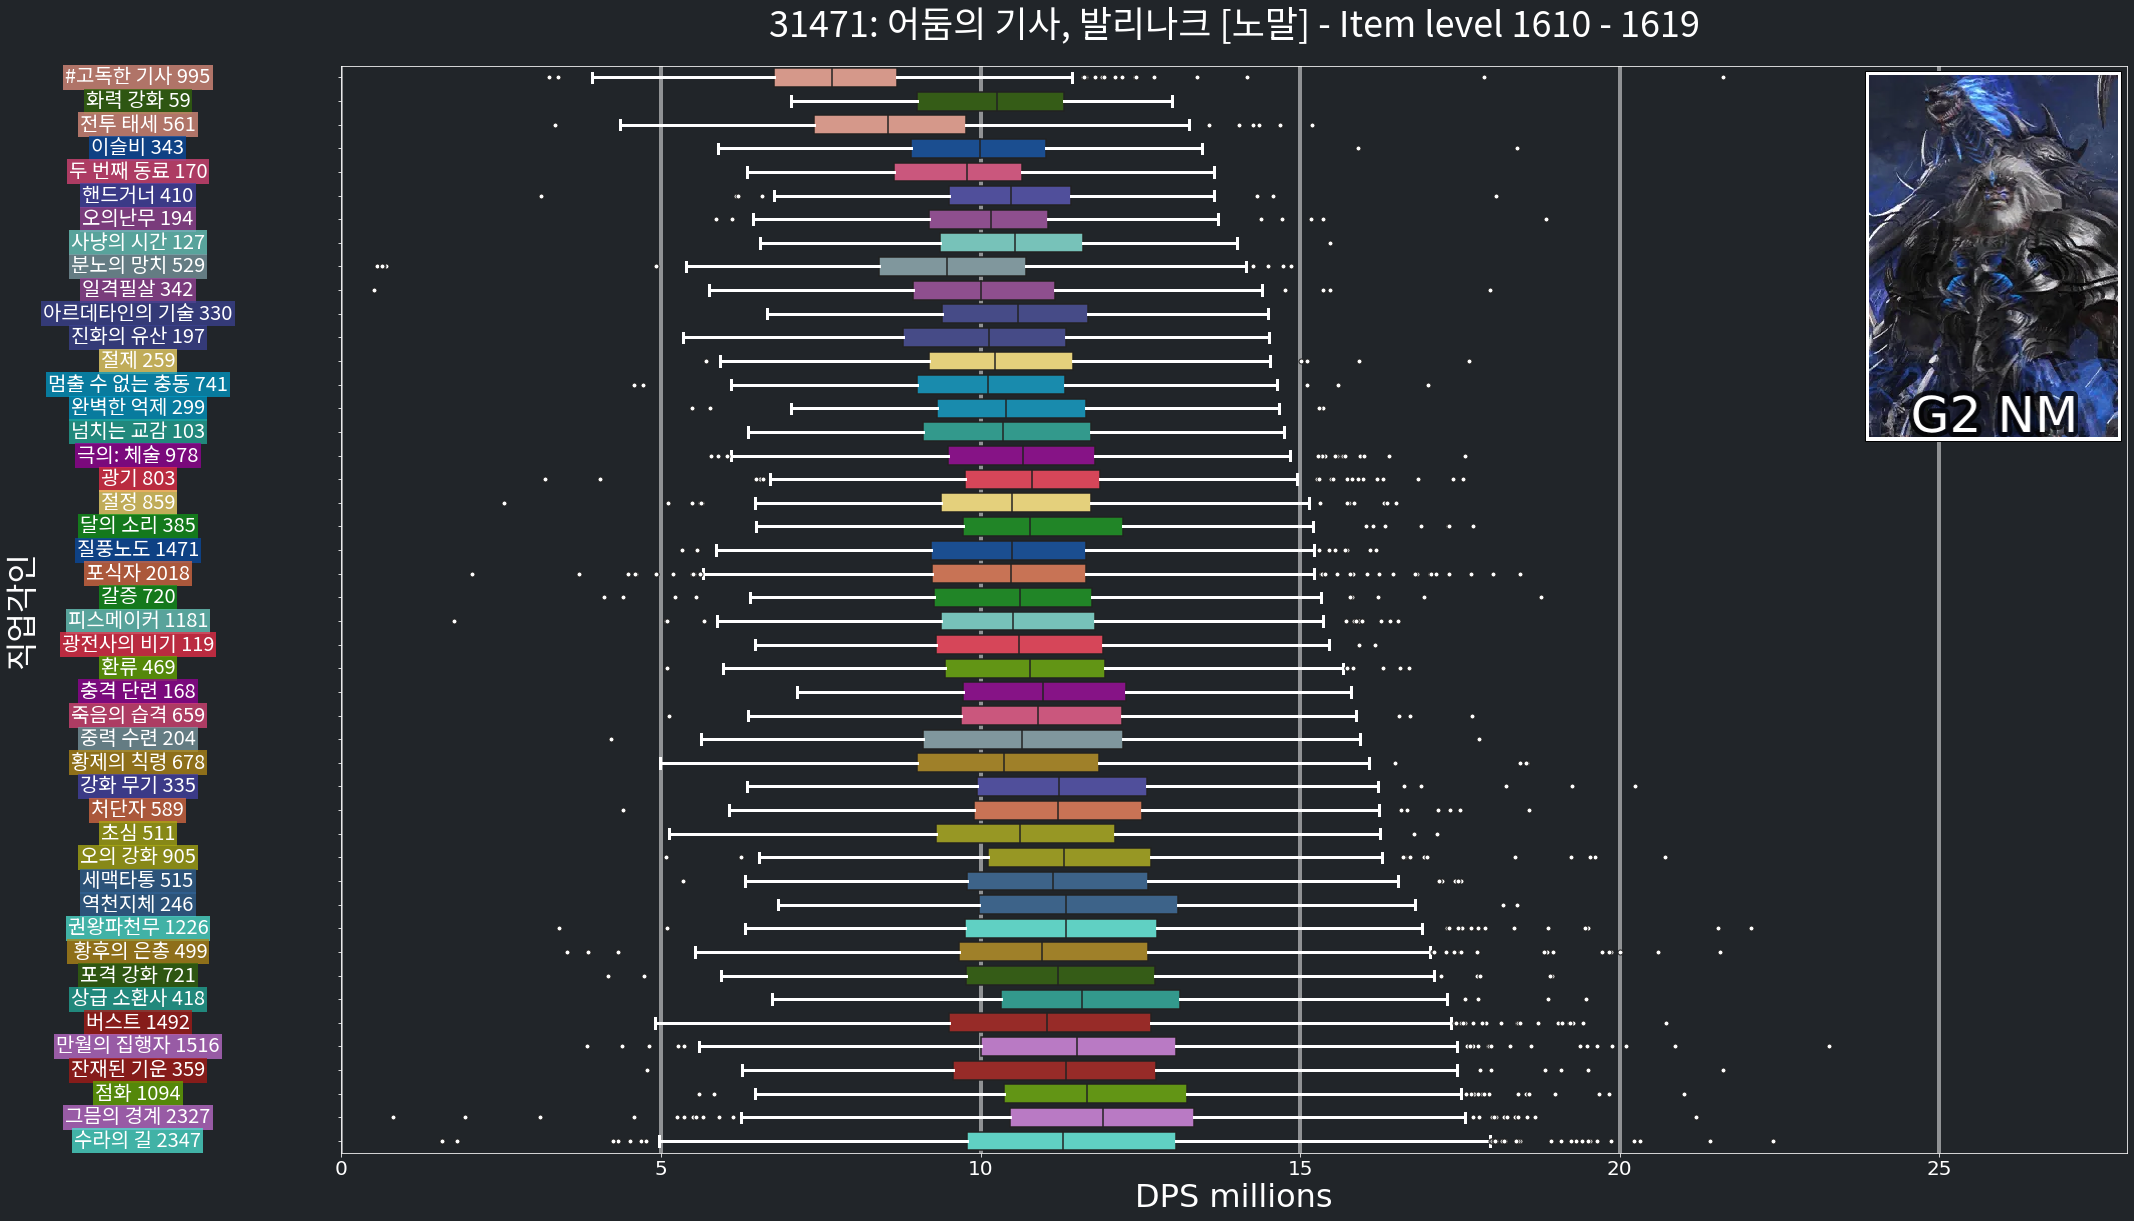 31471: 어둠의 기사, 발리나크 [노말] - Item level 1610 - 1619
#고독한 기사 995
화력 강화 59
전투 태세 561
이슬비 343
두 번째 동료 170
핸드거너 410
오의난무 194
사냥의 시간 127
분노의 망치 529
일격필살 342
아르데타인의 기술 330
진화의 유산 197
절제 259
멈출 수 없는 충동 741
완벽한 억제 299
넘치는 교감 103
극의: 체술 978
광기 803
절정 859
달의 소리 385
질풍노도 1471
포식자 2018
갈증 720
피스메이커 1181
광전사의 비기 119
환류 469
충격 단련 168
죽음의 습격 659
중력 수련 204
황제의 칙령 678
강화 무기 335
처단자 589
초심 511
오의 강화 905
세맥타통 515
역천지체 246
권왕파천무 1226
황후의 은총 499
포격 강화 721
상급 소환사 418
버스트 1492
만월의 집행자 1516
잔재된 기운 359
점화 1094
그믐의 경계 2327
수라의 길 2347
직업각인
G2 NM
0 5 10 15 20 25
DPS millions